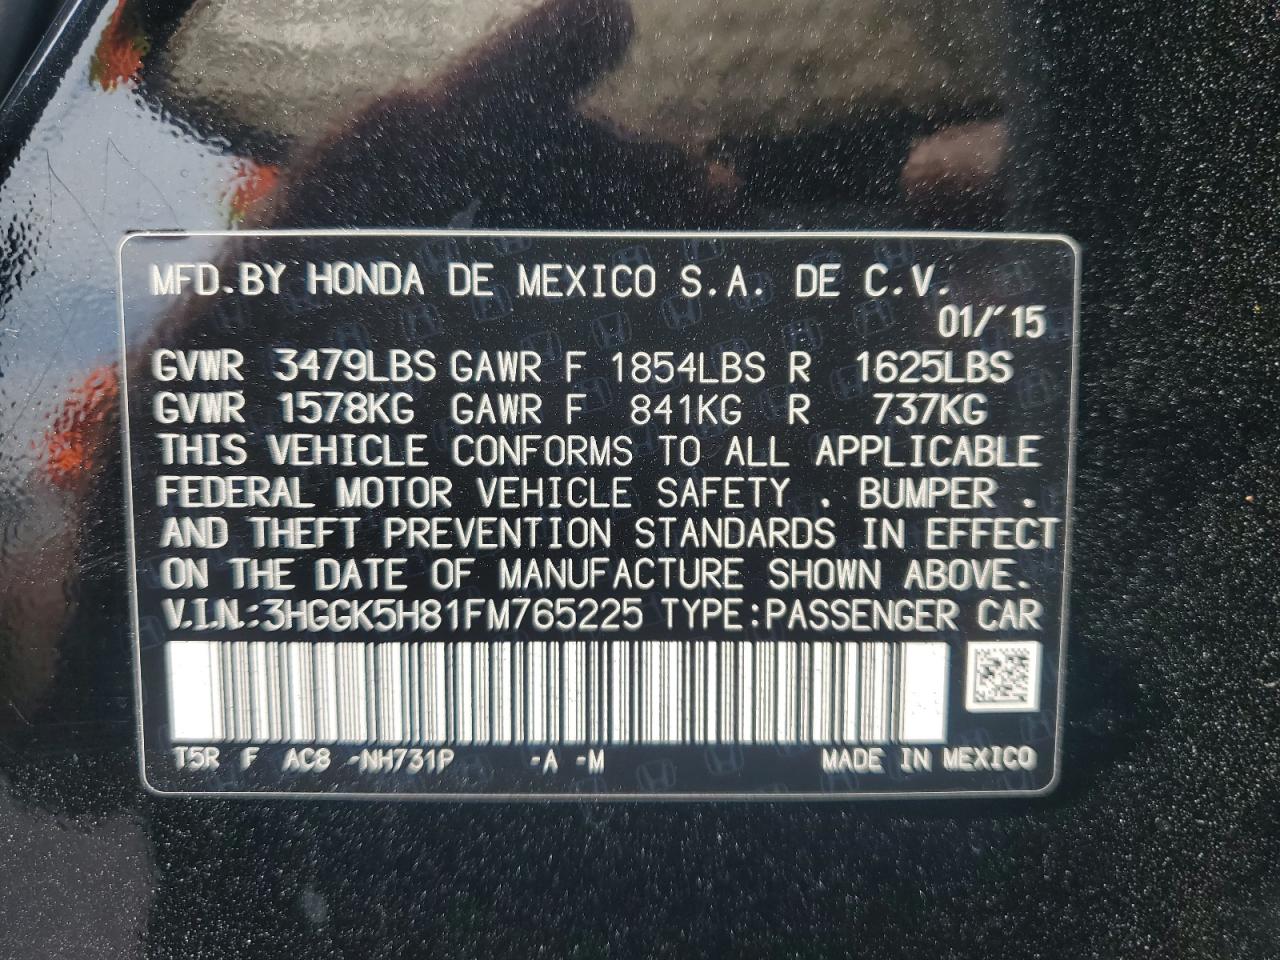 MFD.BY HONDA DE MEXICO S.A. DE C.V.
01/'15
GVWR 3479LBS GAWR F 1854LBS R 1625LBS
GVWR 1578KG GAWR F 841KG R 737KG
THIS VEHICLE CONFORMS TO ALL APPLICABLE
FEDERAL MOTOR VEHICLE SAFETY , BUMPER ,
AND THEFT PREVENTION STANDARDS IN EFFECT
ON THE DATE OF MANUFACTURE SHOWN ABOVE.
V.I.N.:3HGGK5H81FM765225 TYPE:PASSENGER CAR
T5R F AC8 -NH731P -A -M MADE IN MEXICO